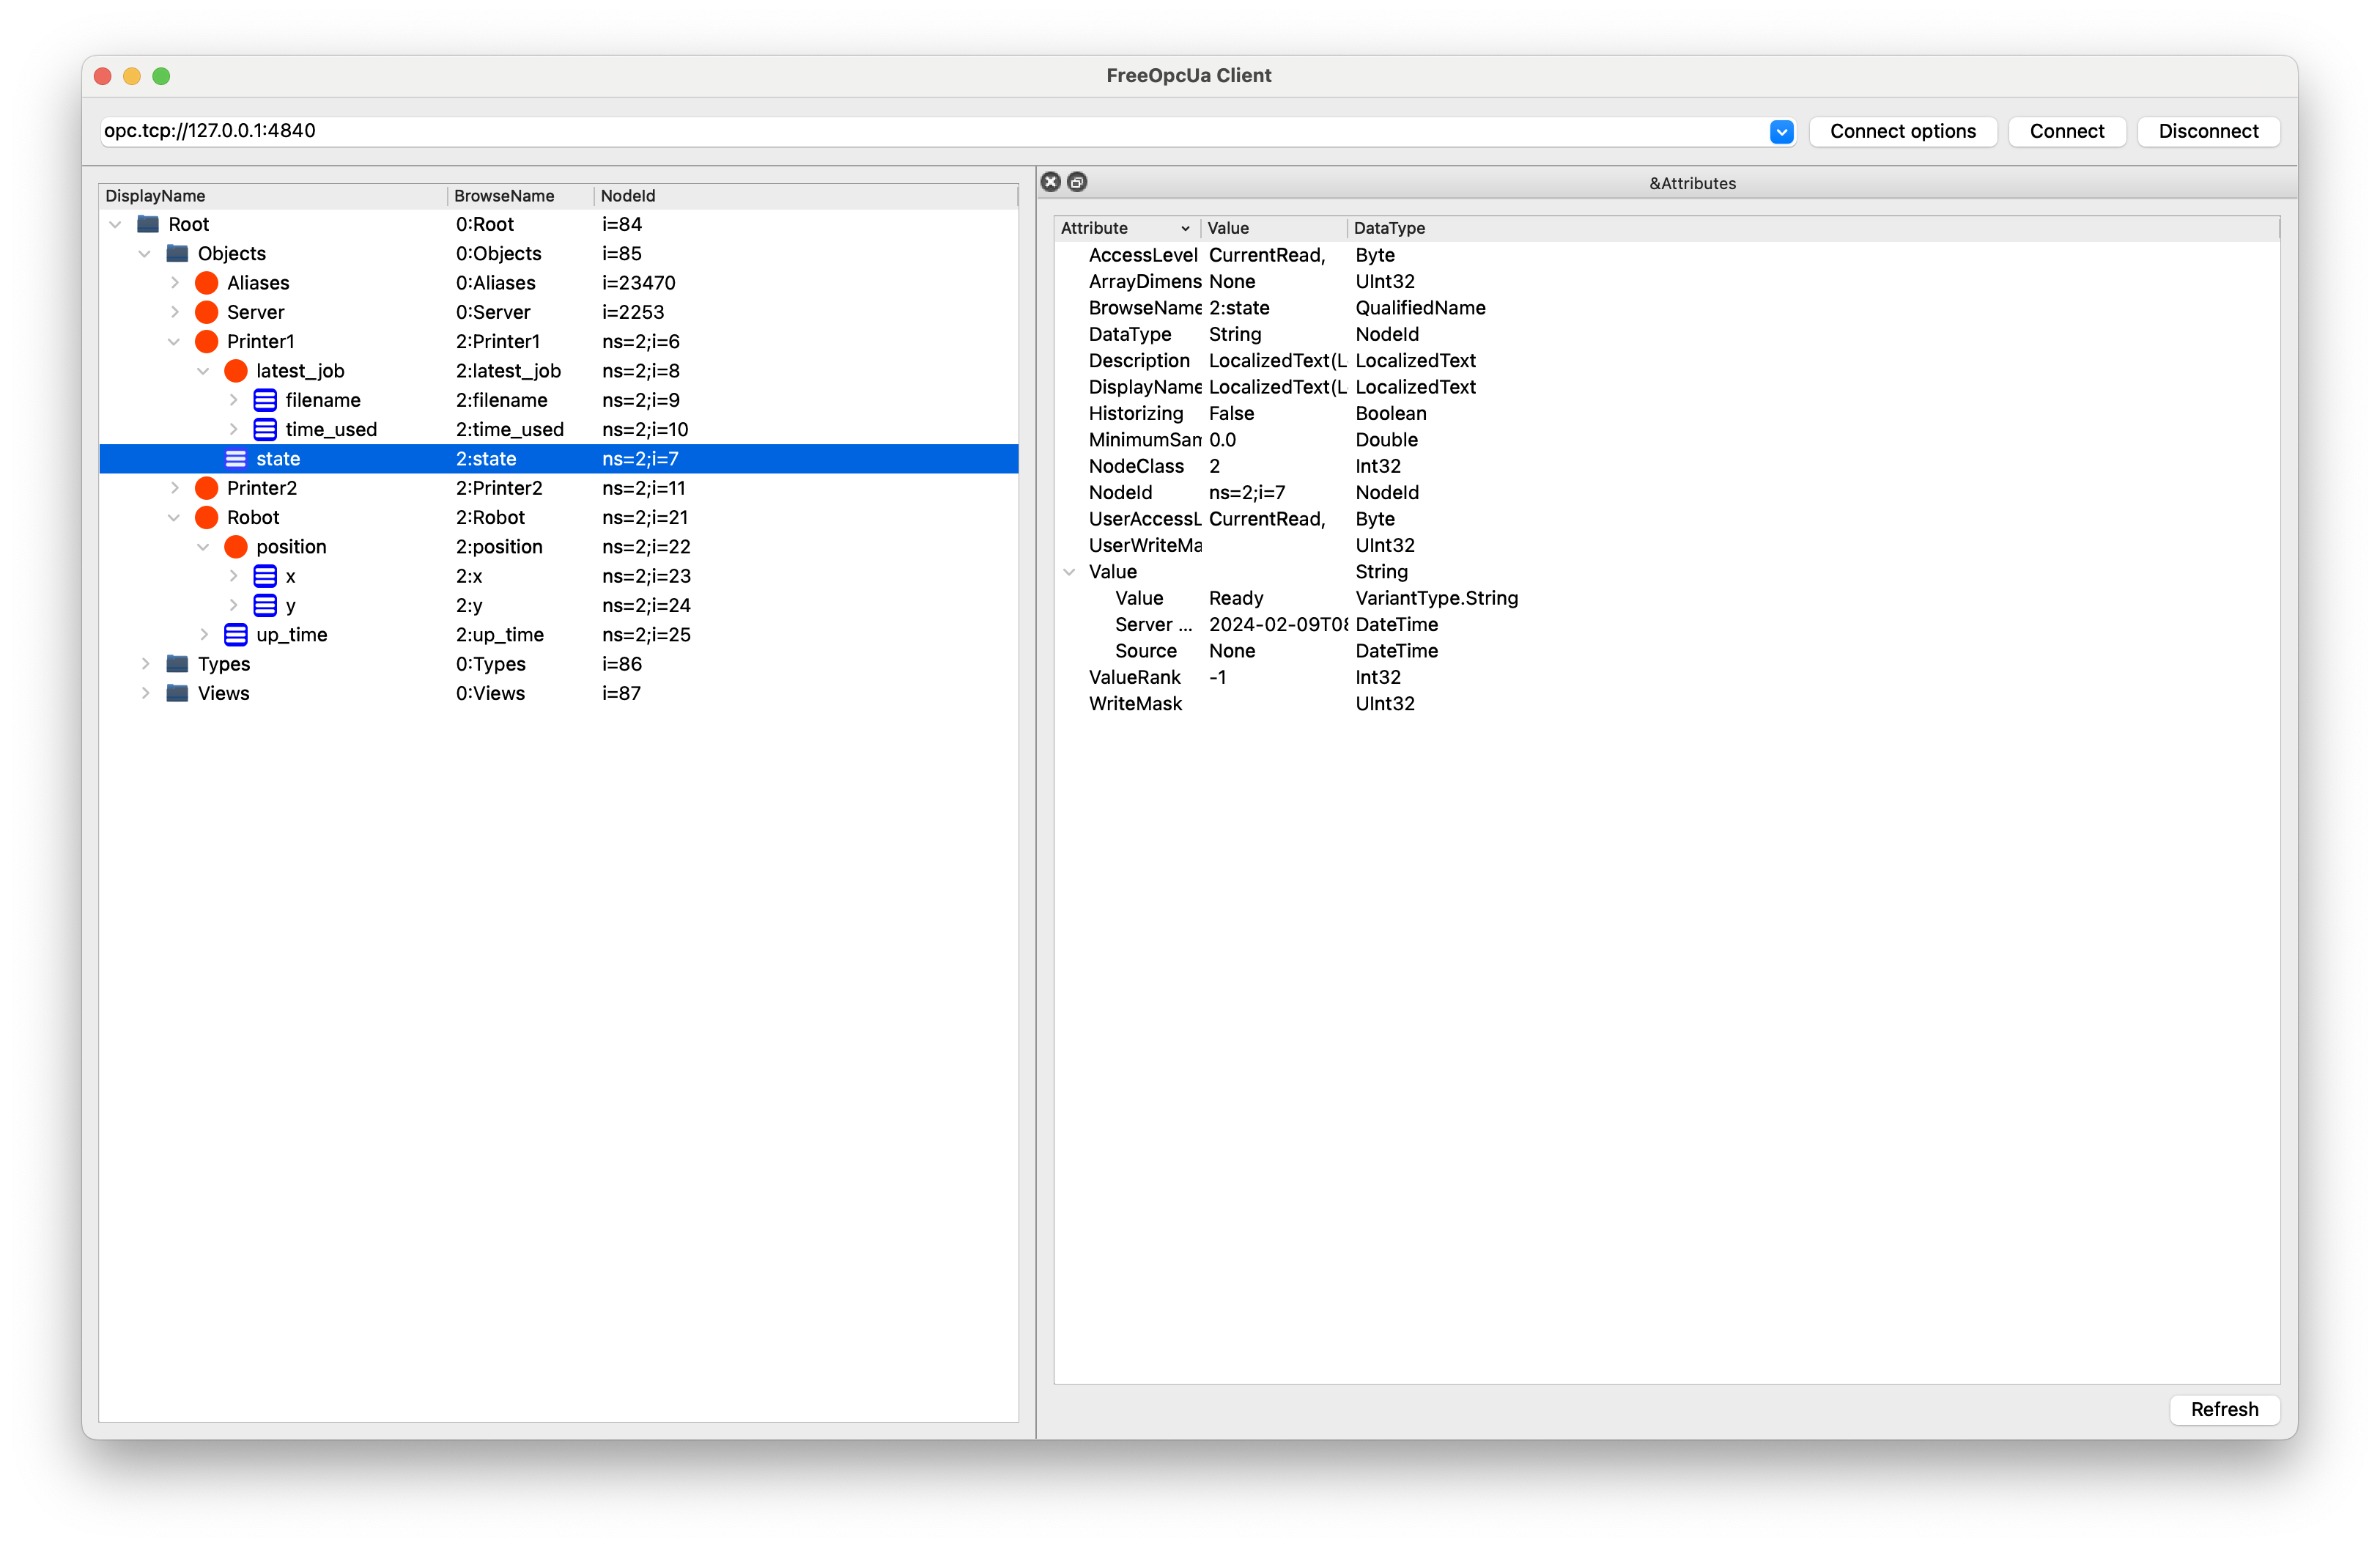 FreeOpcUa Client
opc.tcp://127.0.0.1:4840 Connect options Connect Disconnect
DisplayName BrowseName NodeId
Root 0:Root i=84
Objects 0:Objects i=85
Aliases 0:Aliases i=23470
Server 0:Server i=2253
Printer1 2:Printer1 ns=2;i=6
latest_job 2:latest_job ns=2;i=8
filename 2:filename ns=2;i=9
time_used 2:time_used ns=2;i=10
state 2:state ns=2;i=7
Printer2 2:Printer2 ns=2;i=11
Robot 2:Robot ns=2;i=21
position 2:position ns=2;i=22
x 2:x ns=2;i=23
y 2:y ns=2;i=24
up_time 2:up_time ns=2;i=25
Types 0:Types i=86
Views 0:Views i=87
&Attributes
Attribute Value DataType
AccessLevel CurrentRead, Byte
ArrayDimens None UInt32
BrowseName 2:state QualifiedName
DataType String NodeId
Description LocalizedText(L LocalizedText
DisplayName LocalizedText(L LocalizedText
Historizing False Boolean
MinimumSam 0.0 Double
NodeClass 2 Int32
NodeId ns=2;i=7 NodeId
UserAccessL CurrentRead, Byte
UserWriteMa UInt32
Value String
Value Ready VariantType.String
Server ... 2024-02-09T08 DateTime
Source None DateTime
ValueRank -1 Int32
WriteMask UInt32
Refresh